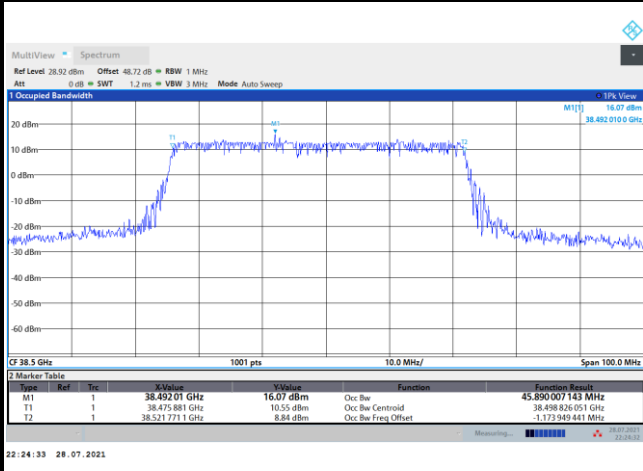 MultiView Spectrum
Ref Level 28.92 dBm Offset 48.72 dB RBW 1 MHz
Att 0 dB SWT 1.2 ms VBW 3 MHz Mode Auto Sweep
1 Occupied Bandwidth 1Pk View
M1[1] 16.07 dBm
38.492 010 0 GHz
20 dBm
M1
T1
T2
10 dBm
0 dBm
-10 dBm
-20 dBm
-30 dBm
-40 dBm
-50 dBm
-60 dBm
CF 38.5 GHz 1001 pts 10.0 MHz/ Span 100.0 MHz
2 Marker Table
Type Ref Trc X-Value Y-Value Function Function Result
M1 1 38.492 01 GHz 16.07 dBm Occ Bw 45.890 007 143 MHz
T1 1 38.475 881 GHz 10.55 dBm Occ Bw Centroid 38.498 826 051 GHz
T2 1 38.521 771 1 GHz 8.84 dBm Occ Bw Freq Offset -1.173 949 441 MHz
Measuring... 28.07.2021
22:24:32
22:24:33 28.07.2021